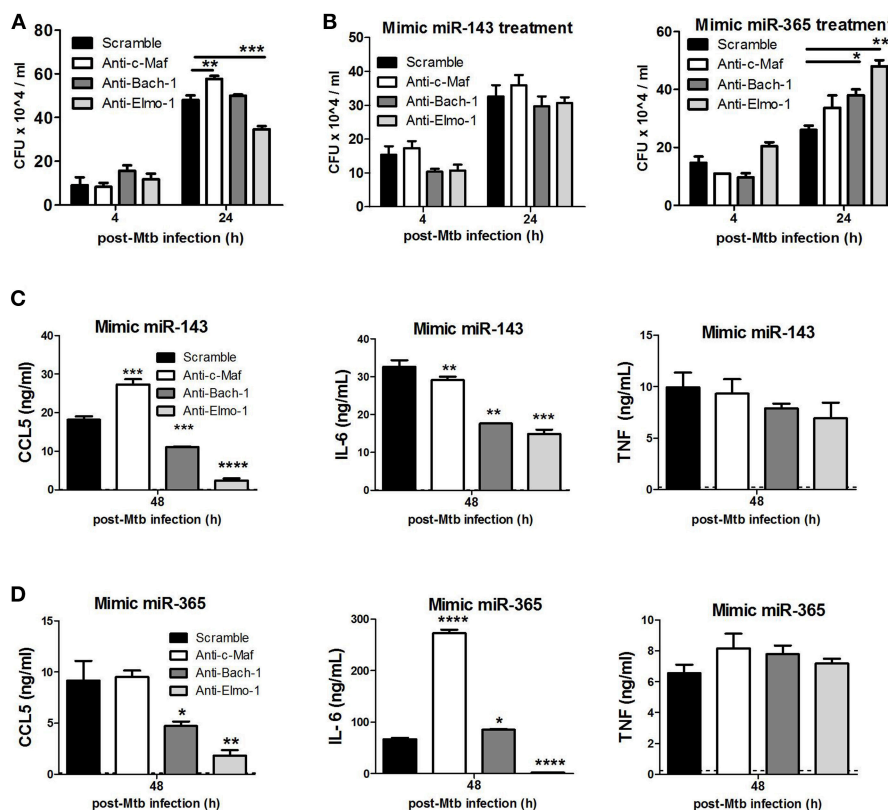 A
CFU x 10^4 / ml
80
60
40
20
0
Scramble
Anti-c-Maf
Anti-Bach-1
Anti-Elmo-1
**
***
4
24
post-Mtb infection (h)
B
Mimic miR-143 treatment
CFU x 10^4 / ml
50
40
30
20
10
0
Scramble
Anti-c-Maf
Anti-Bach-1
Anti-Elmo-1
4
24
post-Mtb infection (h)
Mimic miR-365 treatment
CFU x 10^4 / ml
60
50
40
30
20
10
0
Scramble
Anti-c-Maf
Anti-Bach-1
Anti-Elmo-1
**
*
4
24
post-Mtb infection (h)
C
Mimic miR-143
CCL5 (ng/ml)
40
30
20
10
0
Scramble
Anti-c-Maf
Anti-Bach-1
Anti-Elmo-1
***
***
****
48
post-Mtb infection (h)
Mimic miR-143
IL-6 (ng/mL)
40
30
20
10
0
**
**
***
48
post-Mtb infection (h)
Mimic miR-143
TNF (ng/mL)
15
10
5
0
48
post-Mtb infection (h)
D
Mimic miR-365
CCL5 (ng/ml)
15
10
5
0
Scramble
Anti-c-Maf
Anti-Bach-1
Anti-Elmo-1
*
**
48
post-Mtb infection (h)
Mimic miR-365
IL- 6 (ng/mL)
300
200
100
0
****
*
****
48
post-Mtb infection (h)
Mimic miR-365
TNF (ng/ml)
10
8
6
4
2
0
48
post-Mtb infection (h)